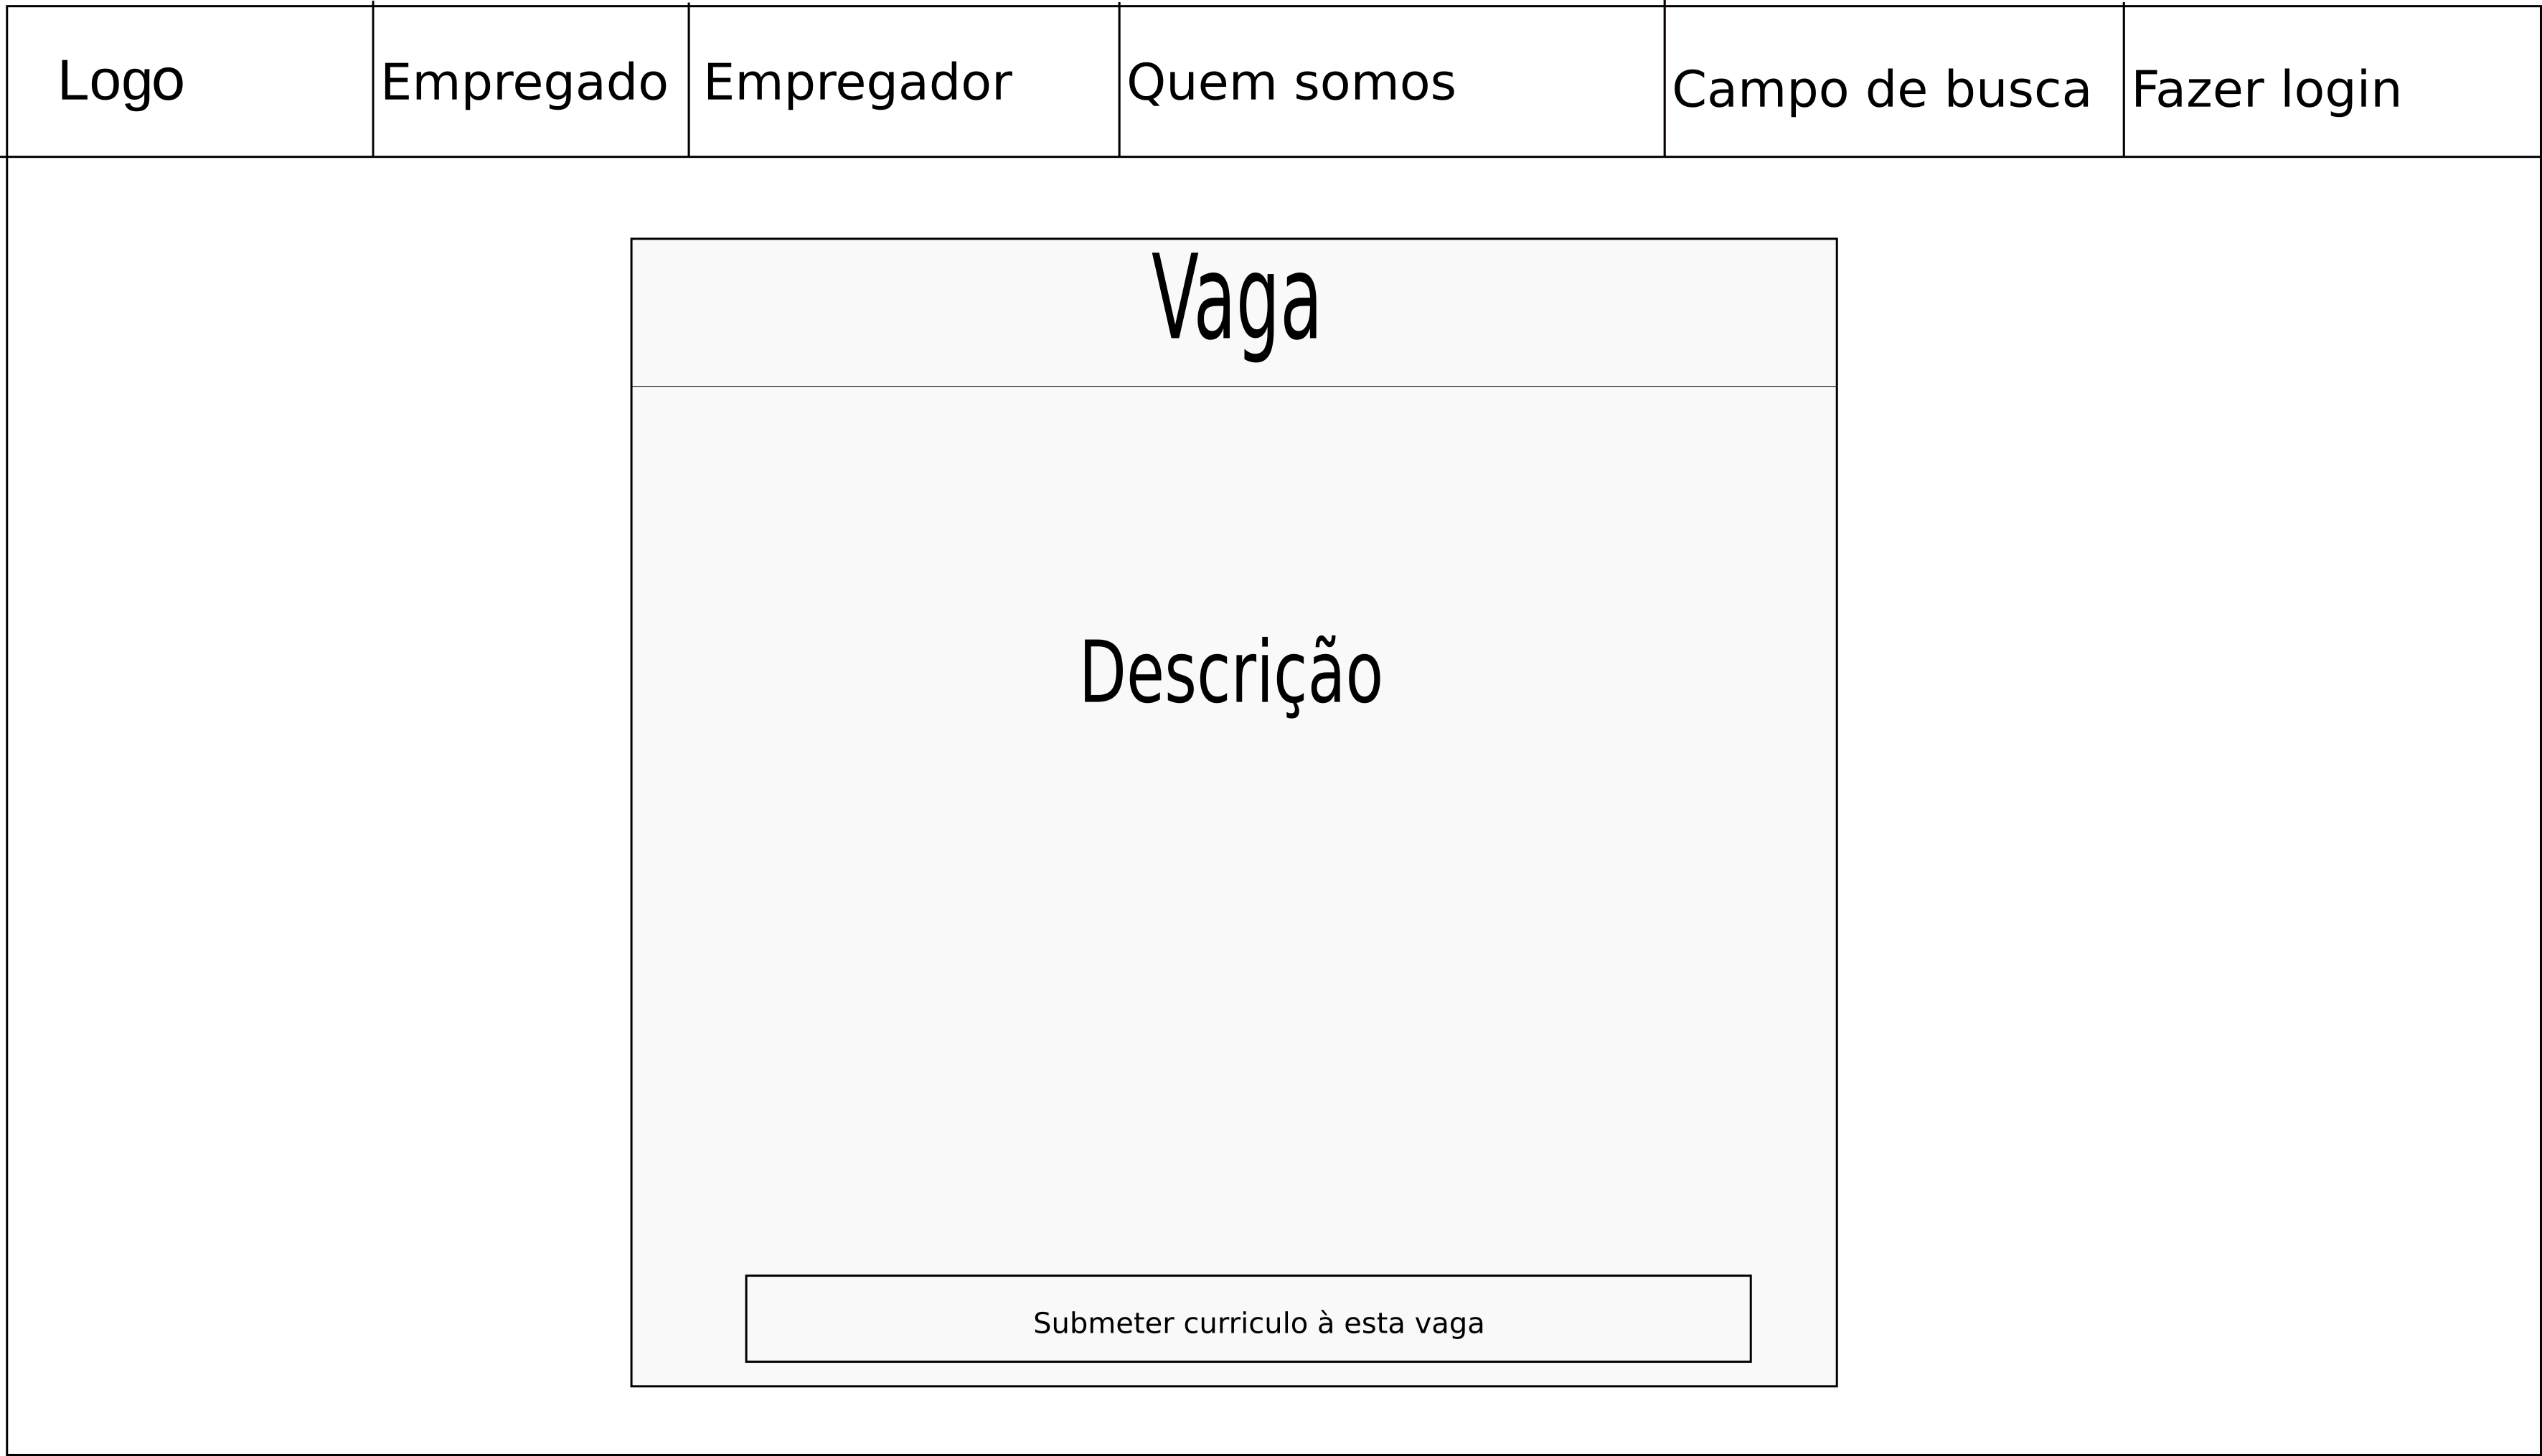 Logo
Empregado
Empregador
Quem somos
Campo de busca
Fazer login
Vaga
Descrição
Submeter curriculo à esta vaga